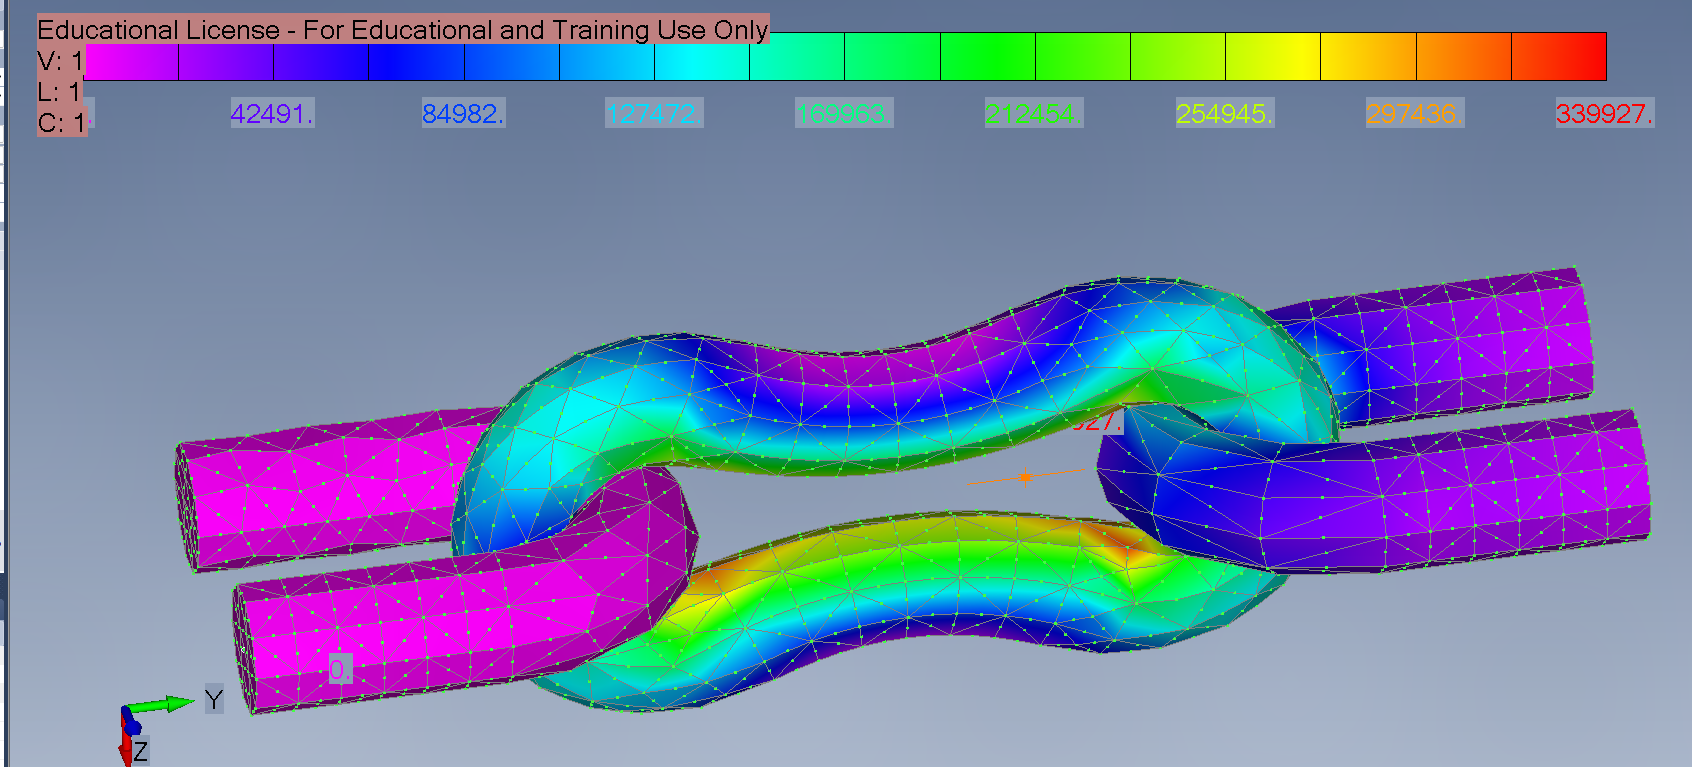 Educational License - For Educational and Training Use Only
V: 1
L: 1
C: 1
42491. 84982. 127472. 169963. 212454. 254945. 297436. 339927.
0.
Y
Z